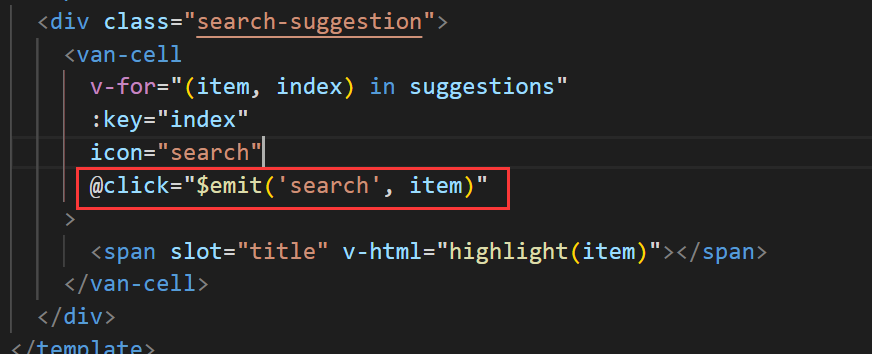 <div class="search-suggestion">
<van-cell
v-for="(item, index) in suggestions"
:key="index"
icon="search"
@click="$emit('search', item)"
>
<span slot="title" v-html="highlight(item)"></span>
</van-cell>
</div>
</template>